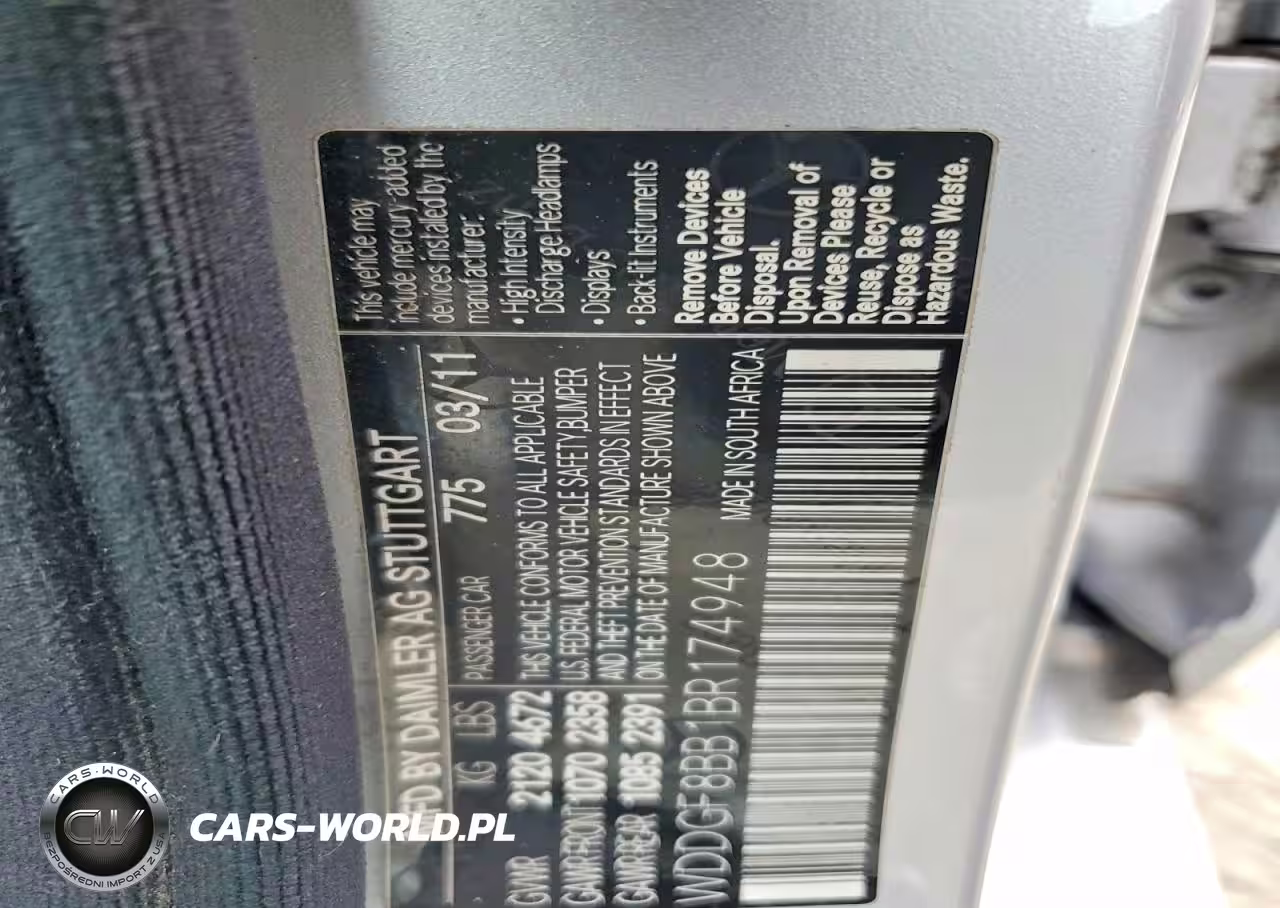 MFD BY DAIMLER AG STUTTGART
KG LBS PASSENGER CAR 775 03/11
GVWR 2120 4672 THIS VEHICLE CONFORMS TO ALL APPLICABLE
GAWR FRONT 1070 2358 U.S. FEDERAL MOTOR VEHICLE SAFETY, BUMPER
GAWR REAR 1085 2391 AND THEFT PREVENTION STANDARDS IN EFFECT
ON THE DATE OF MANUFACTURE SHOWN ABOVE
WDDGF8BB1BR174948 MADE IN SOUTH AFRICA
This vehicle may
include mercury added
devices installed by the
manufacturer:
• High Intensity
Discharge Headlamps
• Displays
• Back-lit Instruments
Remove Devices
Before Vehicle
Disposal.
Upon Removal of
Devices Please
Reuse, Recycle or
Dispose as
Hazardous Waste.
CARS-WORLD
CW
BEZPOŚREDNI IMPORT Z USA
CARS-WORLD.PL